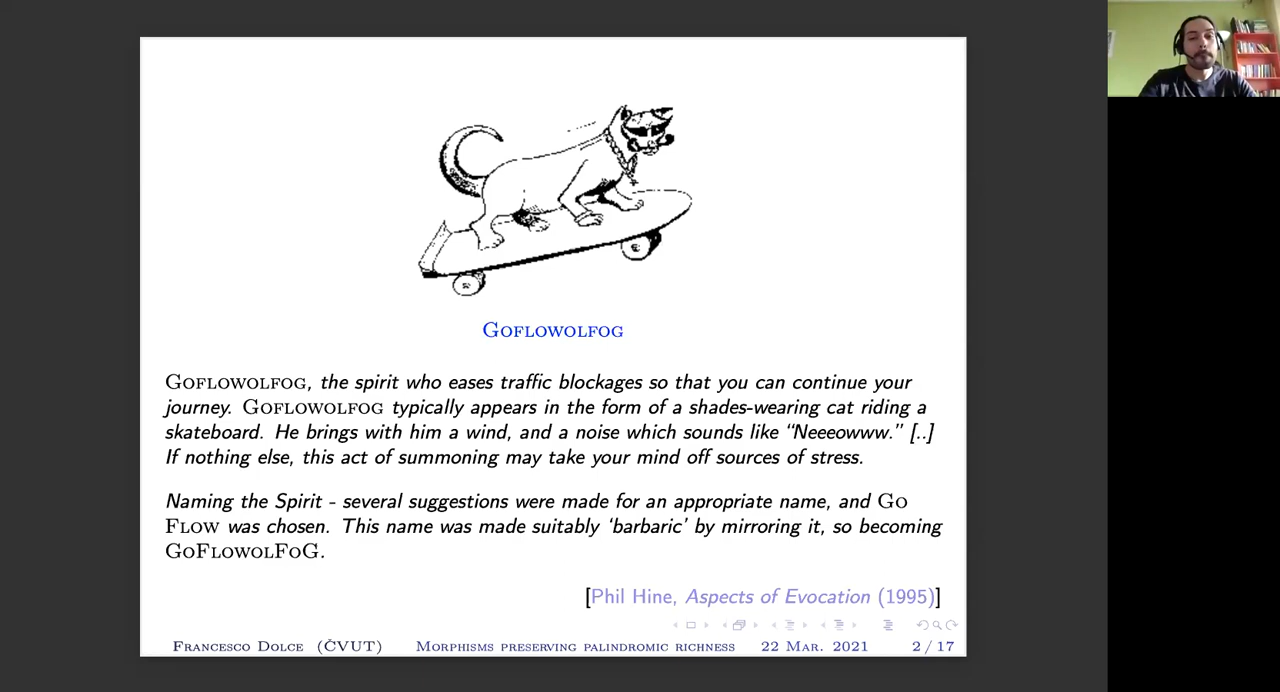 GOFLOWOLFOG
GOFLOWOLFOG, the spirit who eases traffic blockages so that you can continue your
journey. GOFLOWOLFOG typically appears in the form of a shades-wearing cat riding a
skateboard. He brings with him a wind, and a noise which sounds like “Neeeowww.” [..]
If nothing else, this act of summoning may take your mind off sources of stress.
Naming the Spirit - several suggestions were made for an appropriate name, and GO
FLOW was chosen. This name was made suitably ‘barbaric’ by mirroring it, so becoming
GOFLOWOLFOG.
[Phil Hine, Aspects of Evocation (1995)]
FRANCESCO DOLCE (ČVUT) MORPHISMS PRESERVING PALINDROMIC RICHNESS 22 MAR. 2021 2 / 17